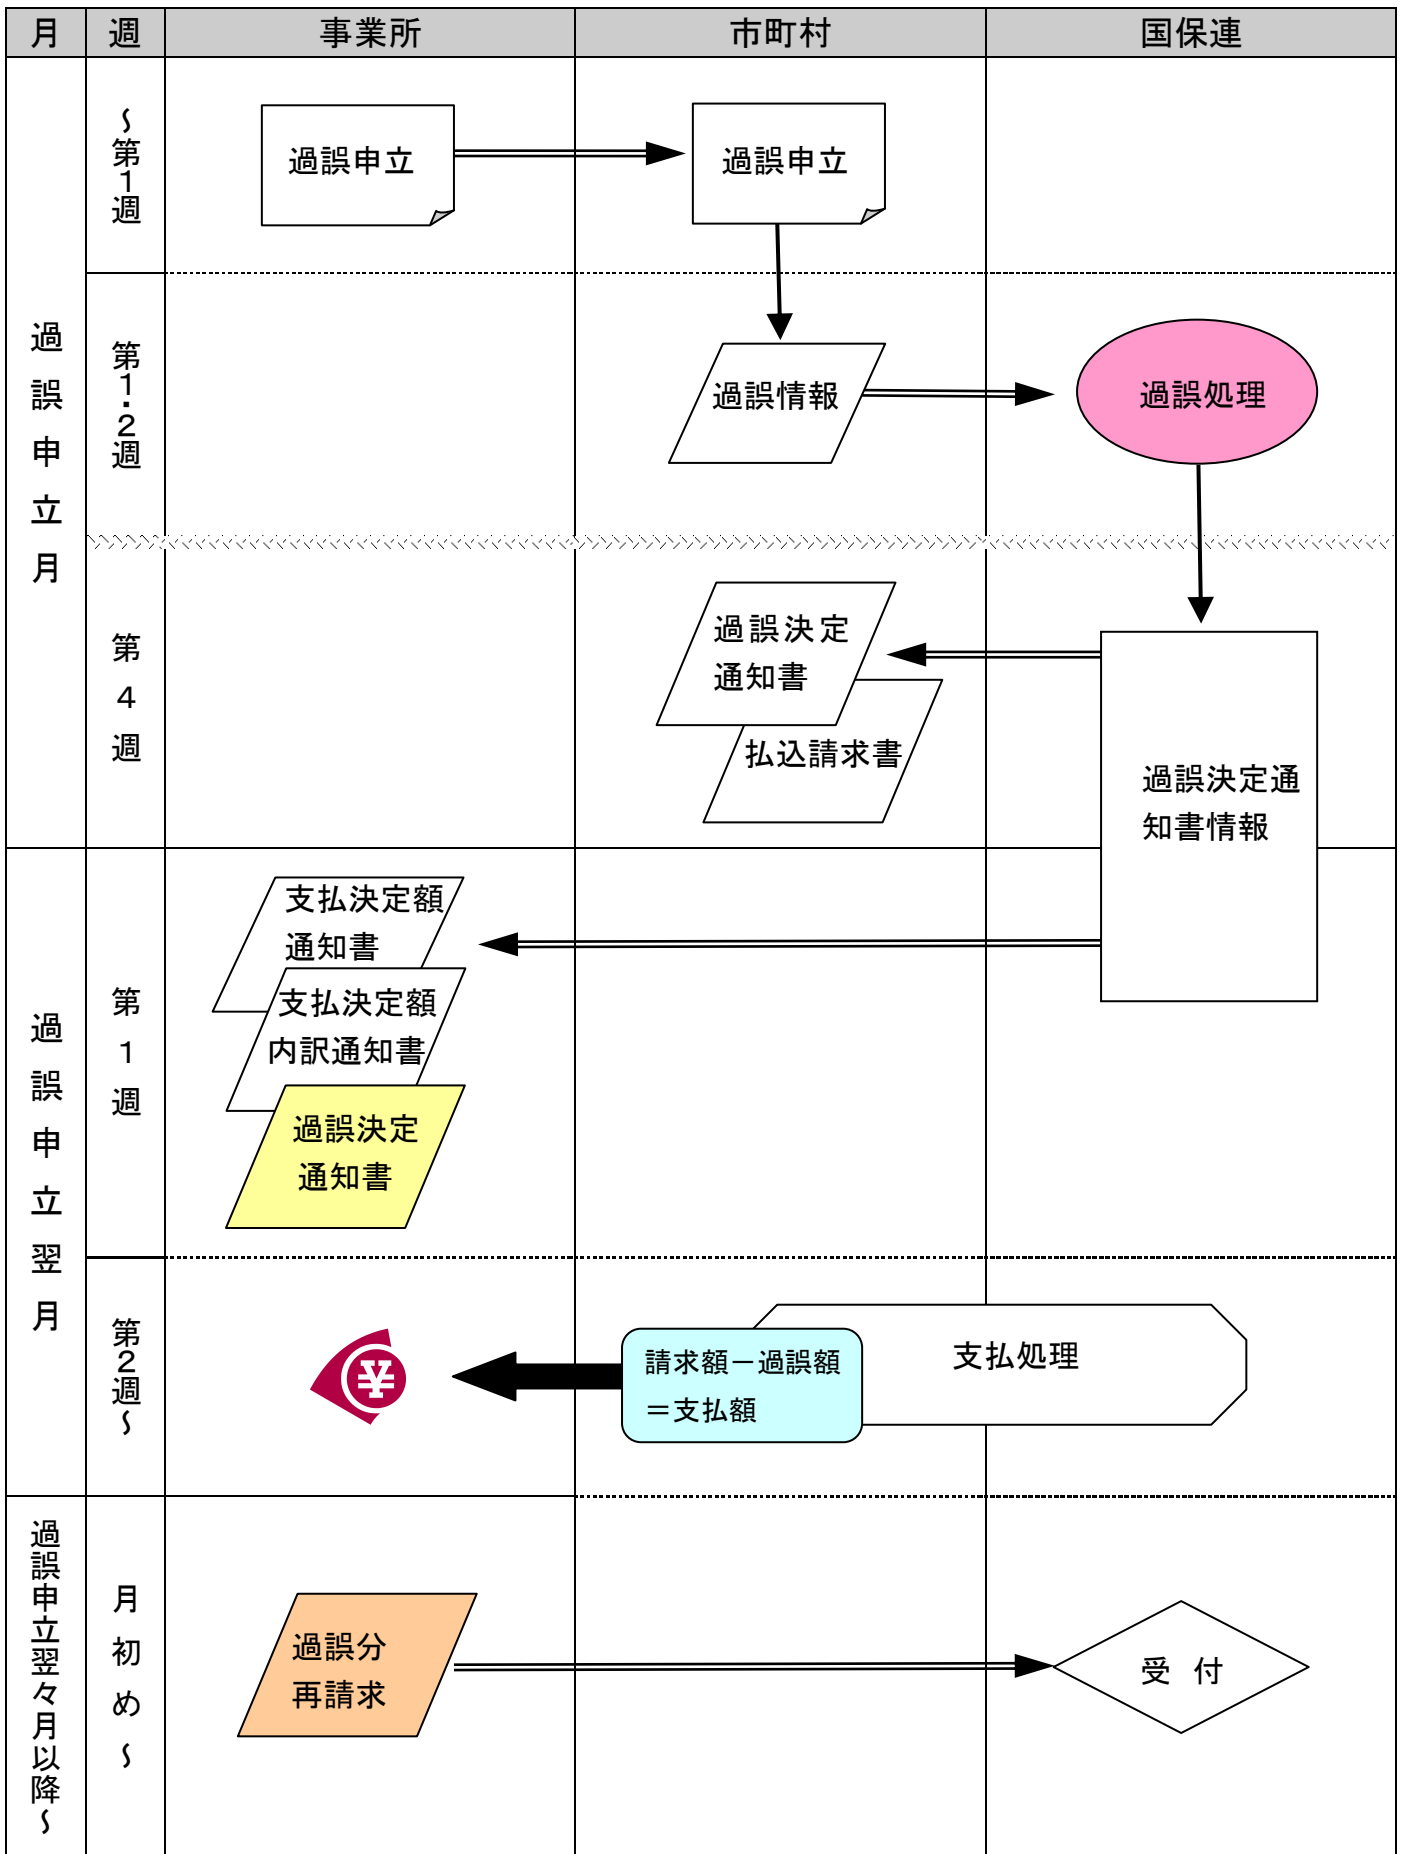 月 週 事業所 市町村 国保連
過誤申立月
～第1週
過誤申立
過誤申立
第1・2週
過誤情報
過誤処理
第4週
過誤決定
通知書
払込請求書
過誤決定通
知書情報
過誤申立翌月
第1週
支払決定額
通知書
支払決定額
内訳通知書
過誤決定
通知書
第2週～
¥
請求額－過誤額
＝支払額
支払処理
過誤申立翌々月以降～
月初め～
過誤分
再請求
受 付